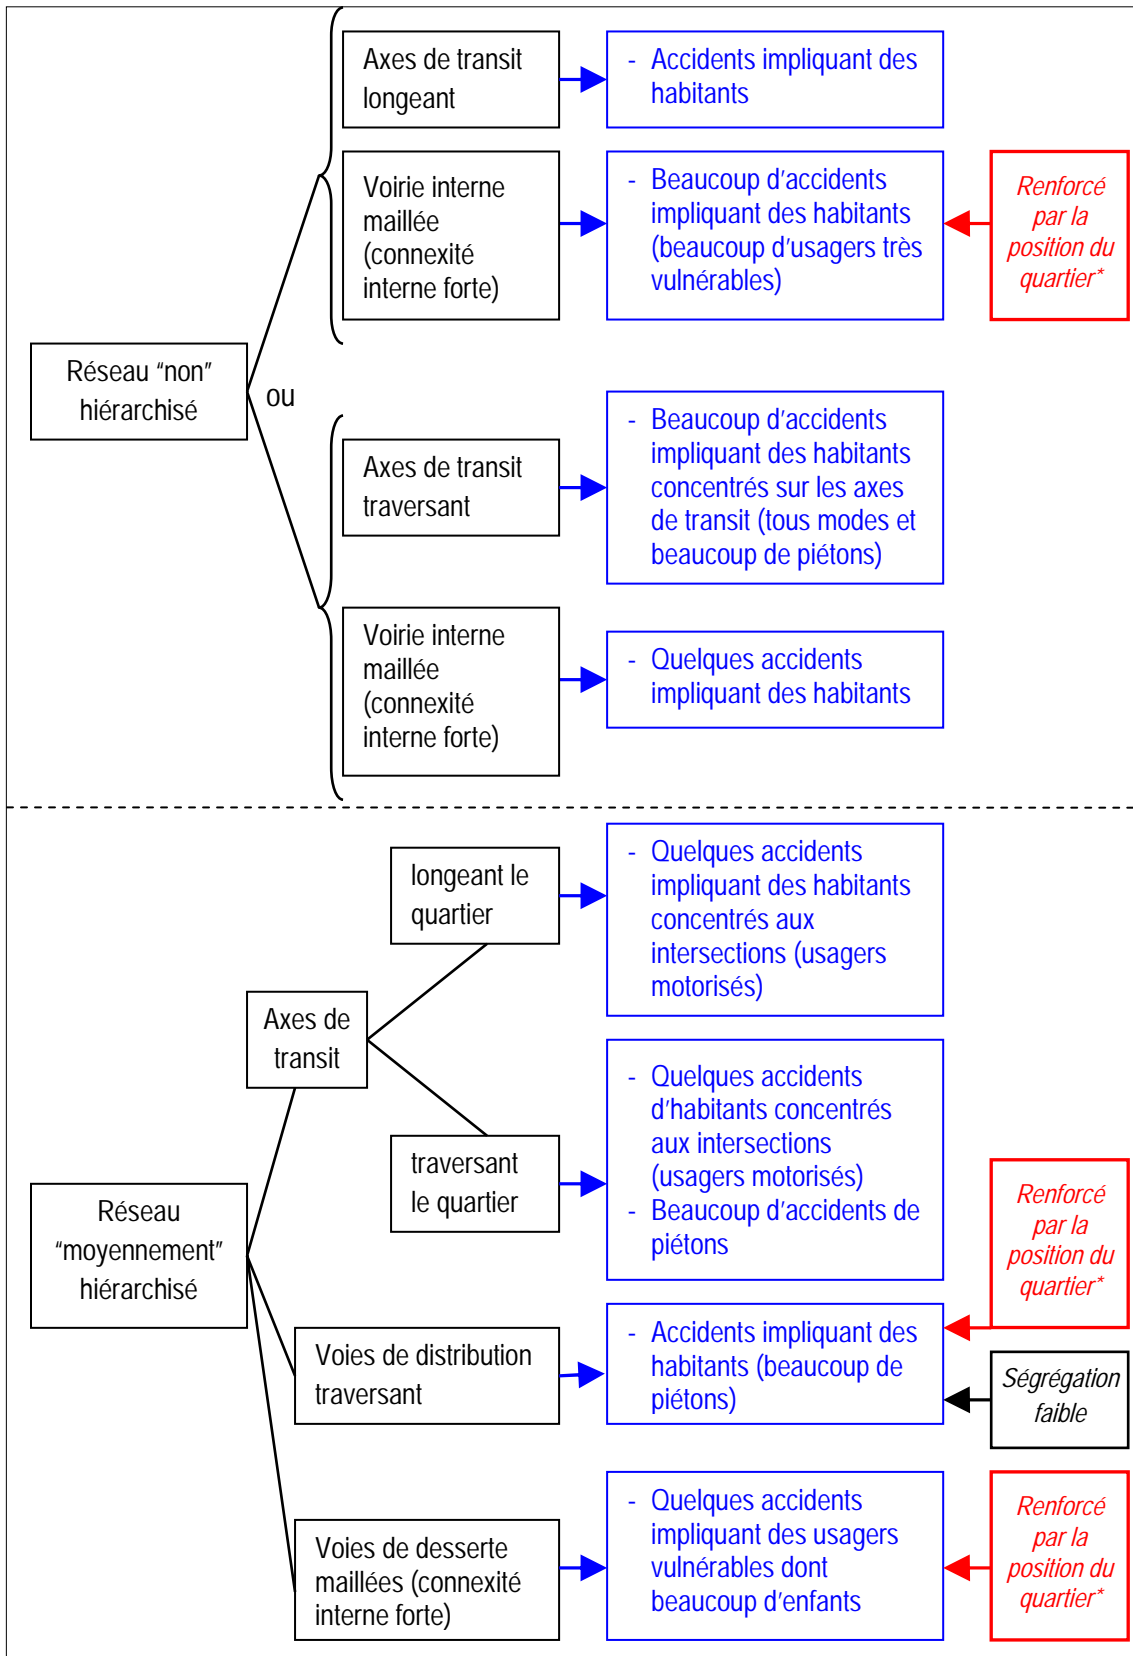 Axes de transit
longeant
- Accidents impliquant des
habitants
Voirie interne
maillée
(connexité
interne forte)
- Beaucoup d’accidents
impliquant des habitants
(beaucoup d’usagers très
vulnérables)
Renforcé
par la
position du
quartier*
Réseau “non”
hiérarchisé
ou
Axes de transit
traversant
- Beaucoup d’accidents
impliquant des habitants
concentrés sur les axes
de transit (tous modes et
beaucoup de piétons)
Voirie interne
maillée
(connexité
interne forte)
- Quelques accidents
impliquant des habitants
longeant le
quartier
- Quelques accidents
impliquant des habitants
concentrés aux
intersections (usagers
motorisés)
Axes de
transit
traversant
le quartier
- Quelques accidents
d’habitants concentrés
aux intersections
(usagers motorisés)
- Beaucoup d’accidents de
piétons
Réseau
“moyennement”
hiérarchisé
Renforcé
par la
position du
quartier*
Voies de distribution
traversant
- Accidents impliquant des
habitants (beaucoup de
piétons)
Ségrégation
faible
Voies de desserte
maillées (connexité
interne forte)
- Quelques accidents
impliquant des usagers
vulnérables dont
beaucoup d’enfants
Renforcé
par la
position du
quartier*